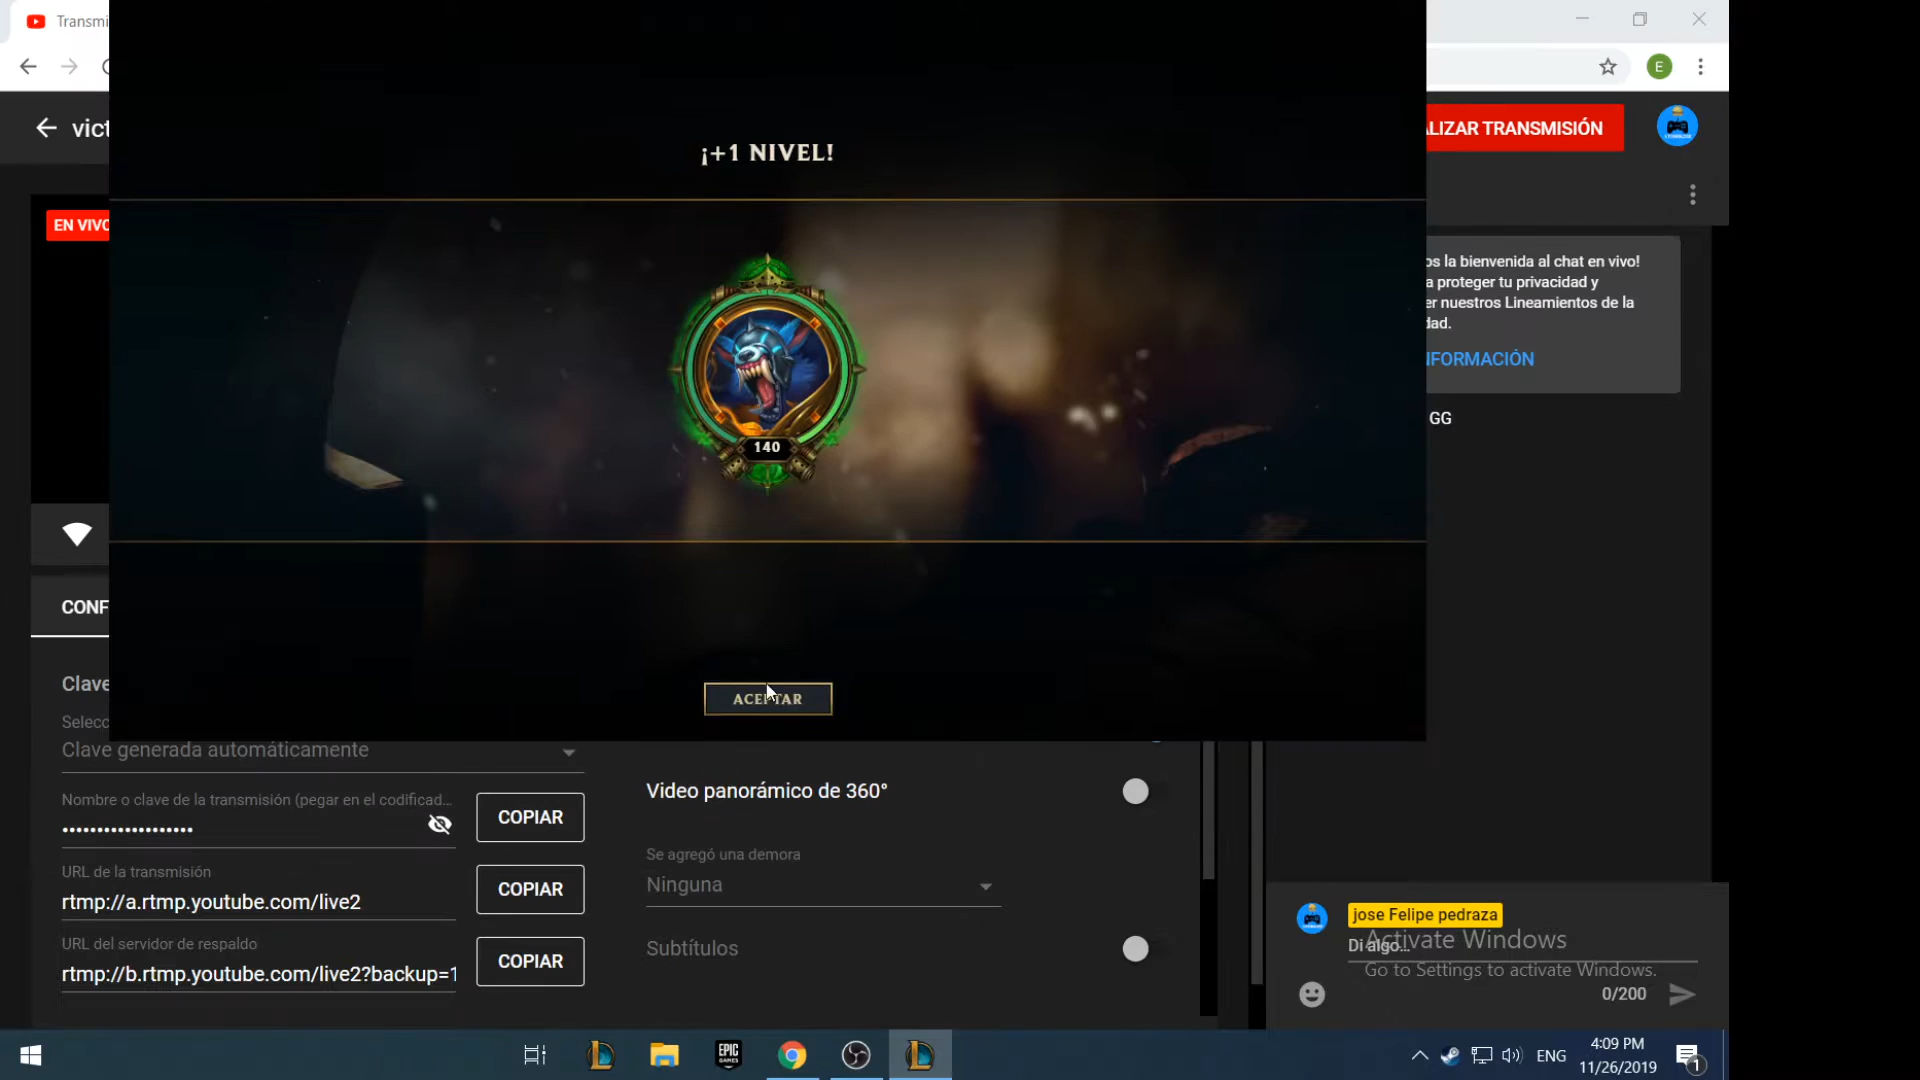 Transmi
E
vict
LIZAR TRANSMISIÓN
¡+1 NIVEL!
EN VIVO
os la bienvenida al chat en vivo!
a proteger tu privacidad y
er nuestros Lineamientos de la
dad.
NFORMACIÓN
GG
140
CONF
Clave
Selecc
ACEPTAR
Clave generada automáticamente
Nombre o clave de la transmisión (pegar en el codificad...
•••••••••••••••••••
COPIAR
URL de la transmisión
rtmp://a.rtmp.youtube.com/live2
COPIAR
URL del servidor de respaldo
rtmp://b.rtmp.youtube.com/live2?backup=1
COPIAR
Video panorámico de 360°
Se agregó una demora
Ninguna
Subtítulos
jose Felipe pedraza
Di algo...
Activate Windows
Go to Settings to activate Windows.
0/200
EPIC
GAMES
ENG
4:09 PM
11/26/2019
1